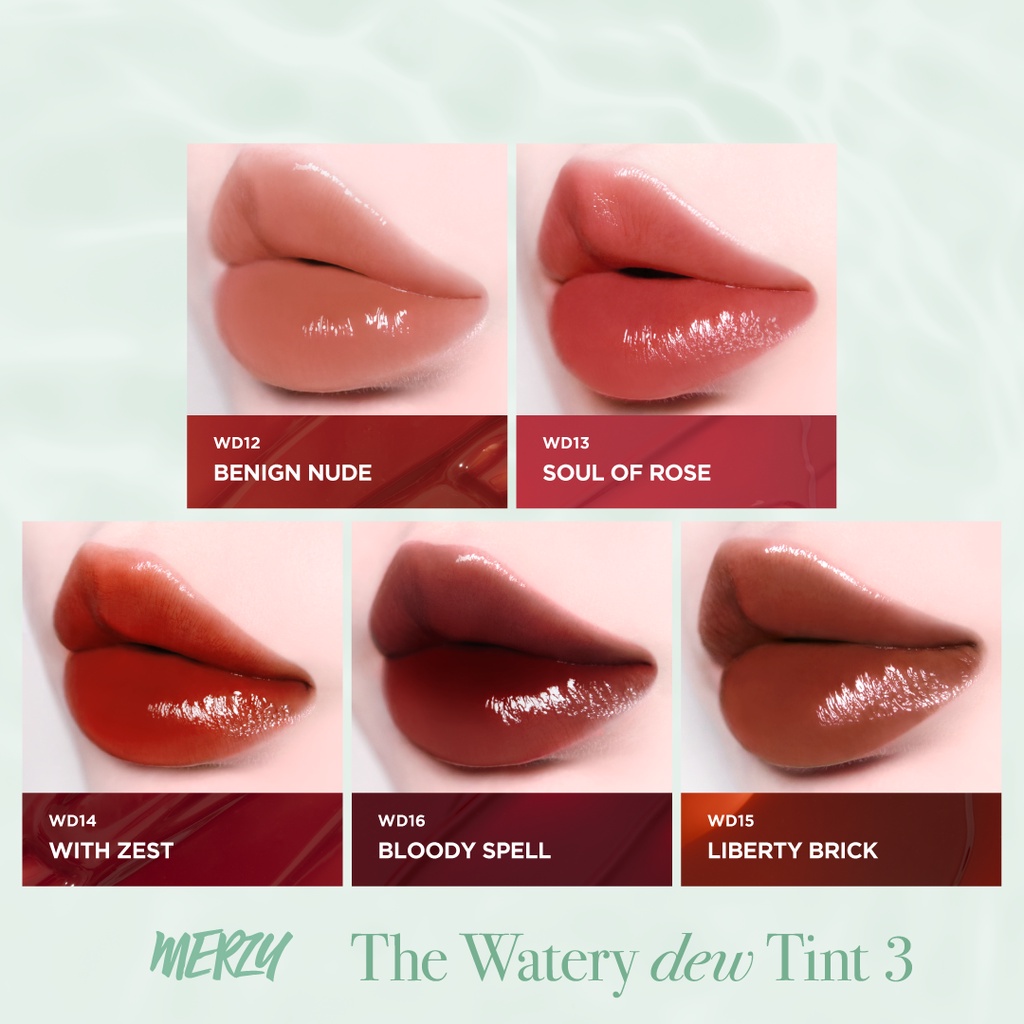 WD12
BENIGN NUDE
WD13
SOUL OF ROSE
WD14
WITH ZEST
WD16
BLOODY SPELL
WD15
LIBERTY BRICK
MERZY The Watery dew Tint 3